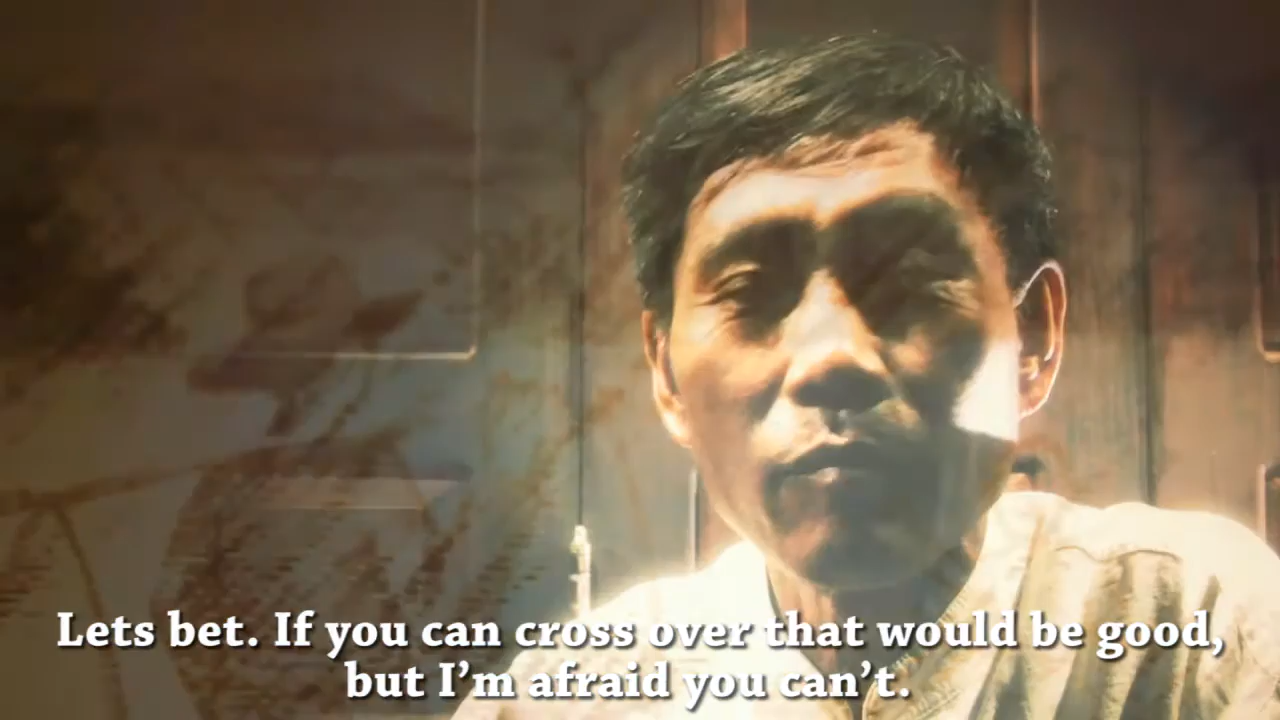 Lets bet. If you can cross over that would be good,
but I'm afraid you can't.